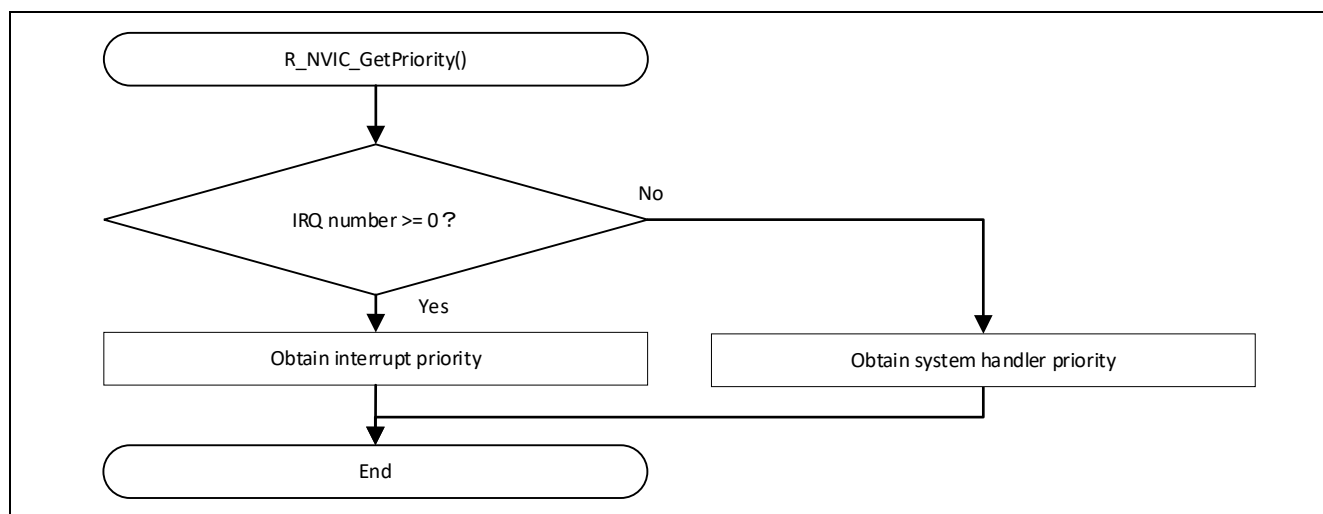 R_NVIC_GetPriority()
No
IRQ number >= 0？
Yes
Obtain interrupt priority
Obtain system handler priority
End